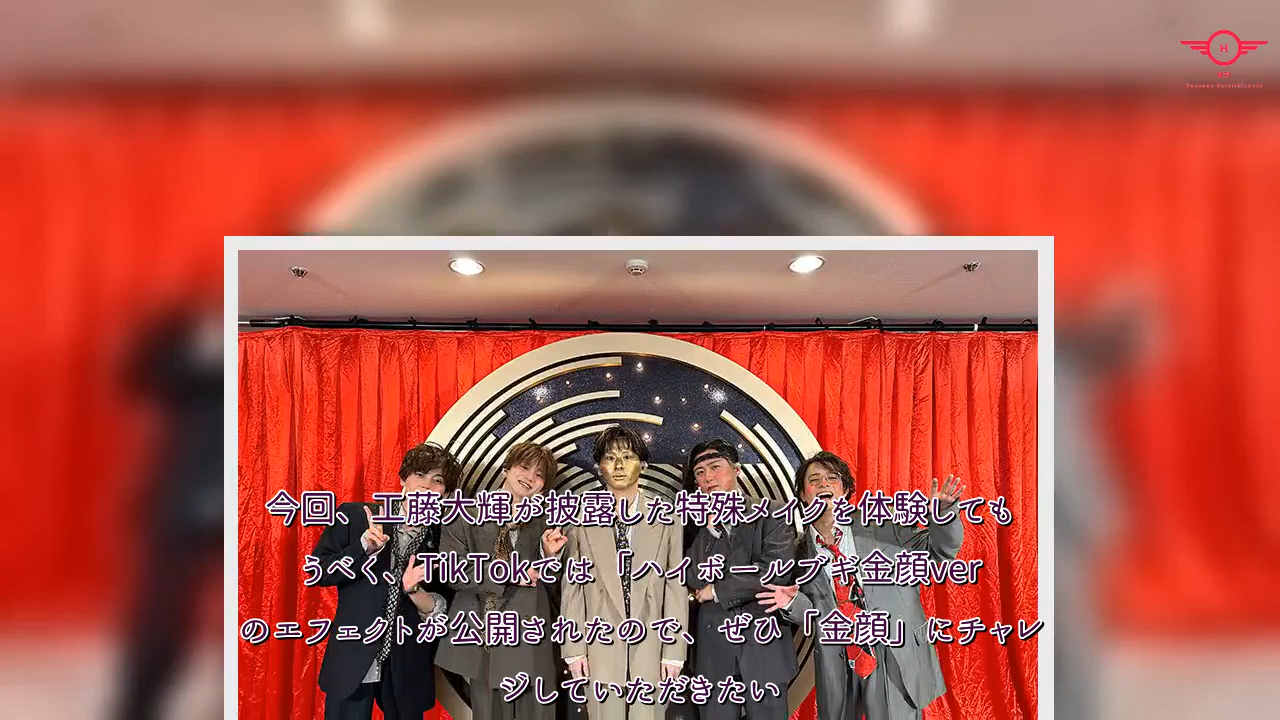 H
今回、工藤大輝が披露した特殊メイクを体験しても
うべく、TikTokでは「ハイボールブギ金顔ver
のエフェクトが公開されたので、ぜひ「金顔」にチャレ
ジしていただきたい